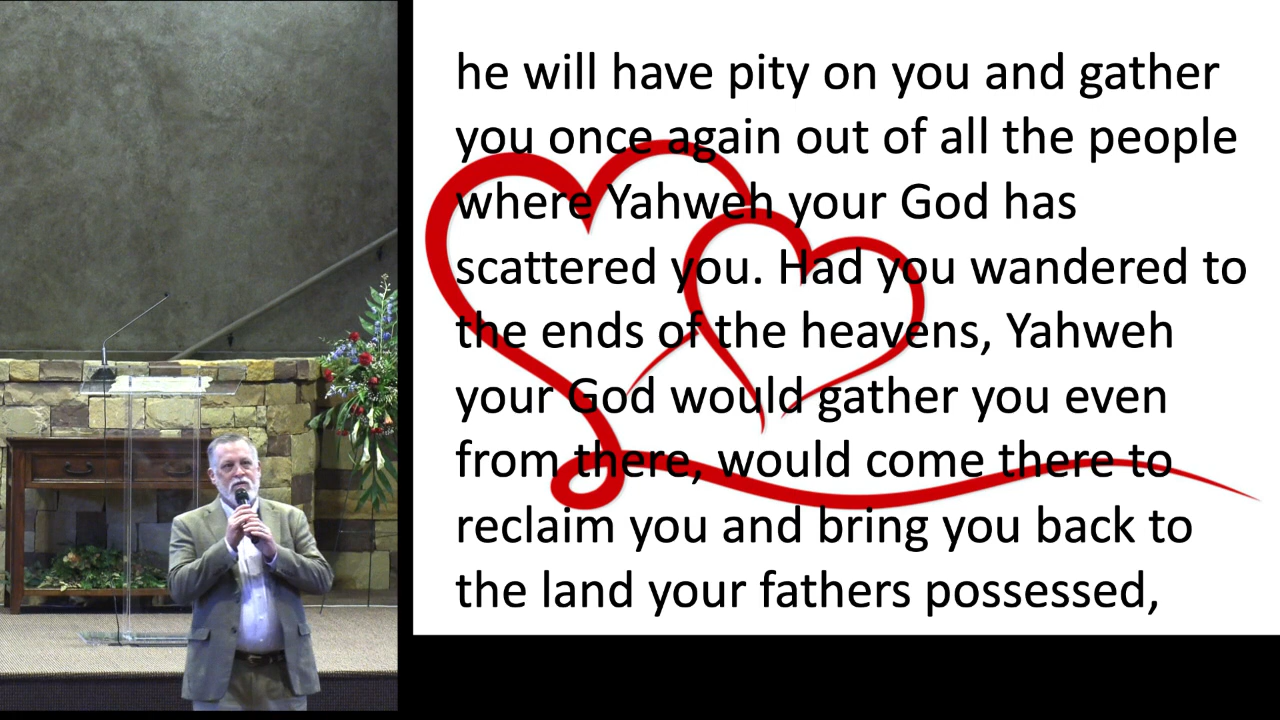 he will have pity on you and gather
you once again out of all the people
where Yahweh your God has
scattered you. Had you wandered to
the ends of the heavens, Yahweh
your God would gather you even
from there, would come there to
reclaim you and bring you back to
the land your fathers possessed,